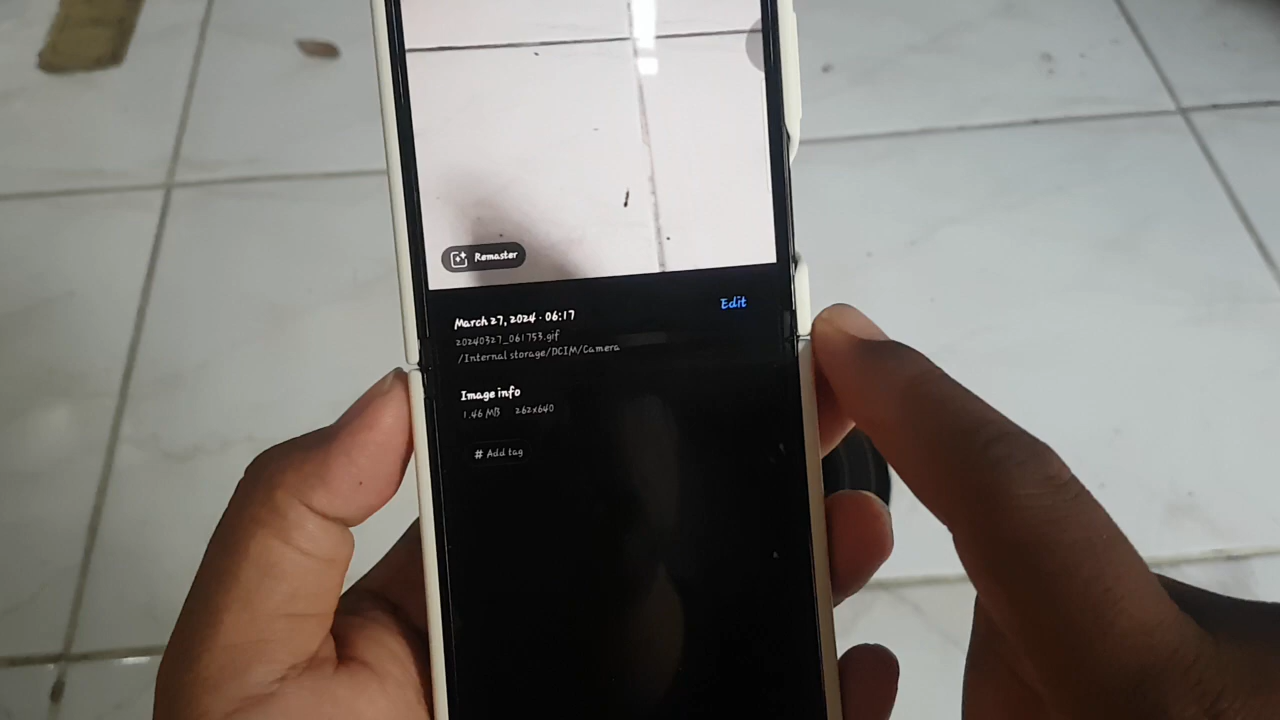 Remaster
March 27, 2024 · 06:17
Edit
20240327_061753.gif
/Internal storage/DCIM/Camera
Image info
1.46 MB 262x640
# Add tag